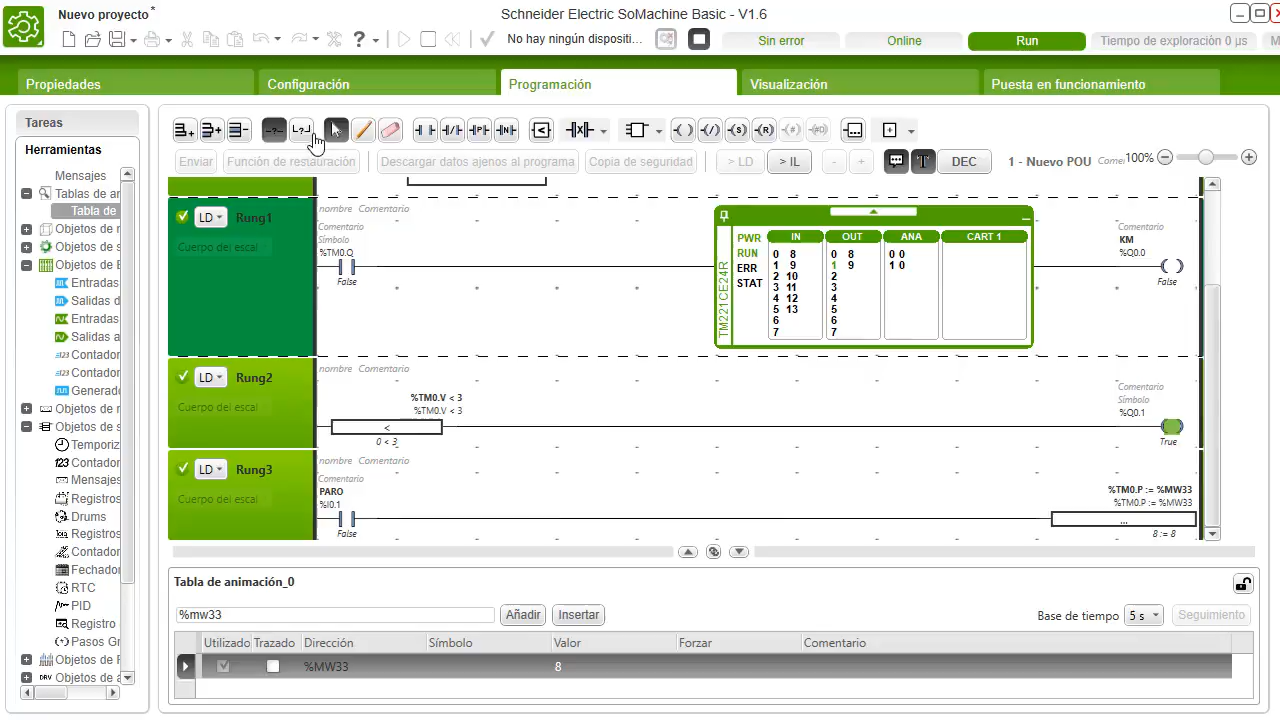 Nuevo proyecto *
Schneider Electric SoMachine Basic - V1.6
No hay ningún dispositi...
Sin error
Online
Run
Tiempo de exploración 0 µs
Propiedades
Configuración
Programación
Visualización
Puesta en funcionamiento
Tareas
Herramientas
Mensajes
Tablas de ar
Tabla de
Objetos de r
Objetos de s
Objetos de E
Entradas
Salidas d
Entradas
Salidas a
Contador
Contador
Generado
Objetos de r
Objetos de s
Temporiz
Contador
Mensajes
Registros
Drums
Registros
Contador
Fechador
RTC
PID
Registro
Pasos Gr
Objetos de F
Objetos de a
Enviar
Función de restauración
Descargar datos ajenos al programa
Copia de seguridad
> LD
> IL
-
+
DEC
1 - Nuevo POU
Comer
100%
LD
Rung1
Cuerpo del escal
nombre Comentario
Comentario
Símbolo
%TM0.Q
False
TM221CE24R
PWR
RUN
ERR
STAT
IN
0 8
1 9
2 10
3 11
4 12
5 13
6
7
OUT
0 8
1 9
2
3
4
5
6
7
ANA
0 0
1 0
CART 1
Comentario
KM
%Q0.0
False
LD
Rung2
Cuerpo del escal
nombre Comentario
%TM0.V < 3
%TM0.V < 3
<
0 < 3
Comentario
Símbolo
%Q0.1
True
LD
Rung3
Cuerpo del escal
nombre Comentario
Comentario
PARO
%I0.1
False
%TM0.P := %MW33
%TM0.P := %MW33
...
8 := 8
Tabla de animación_0
%mw33
Añadir
Insertar
Base de tiempo
5 s
Seguimiento
Utilizado Trazado Dirección Símbolo Valor Forzar Comentario
%MW33 8